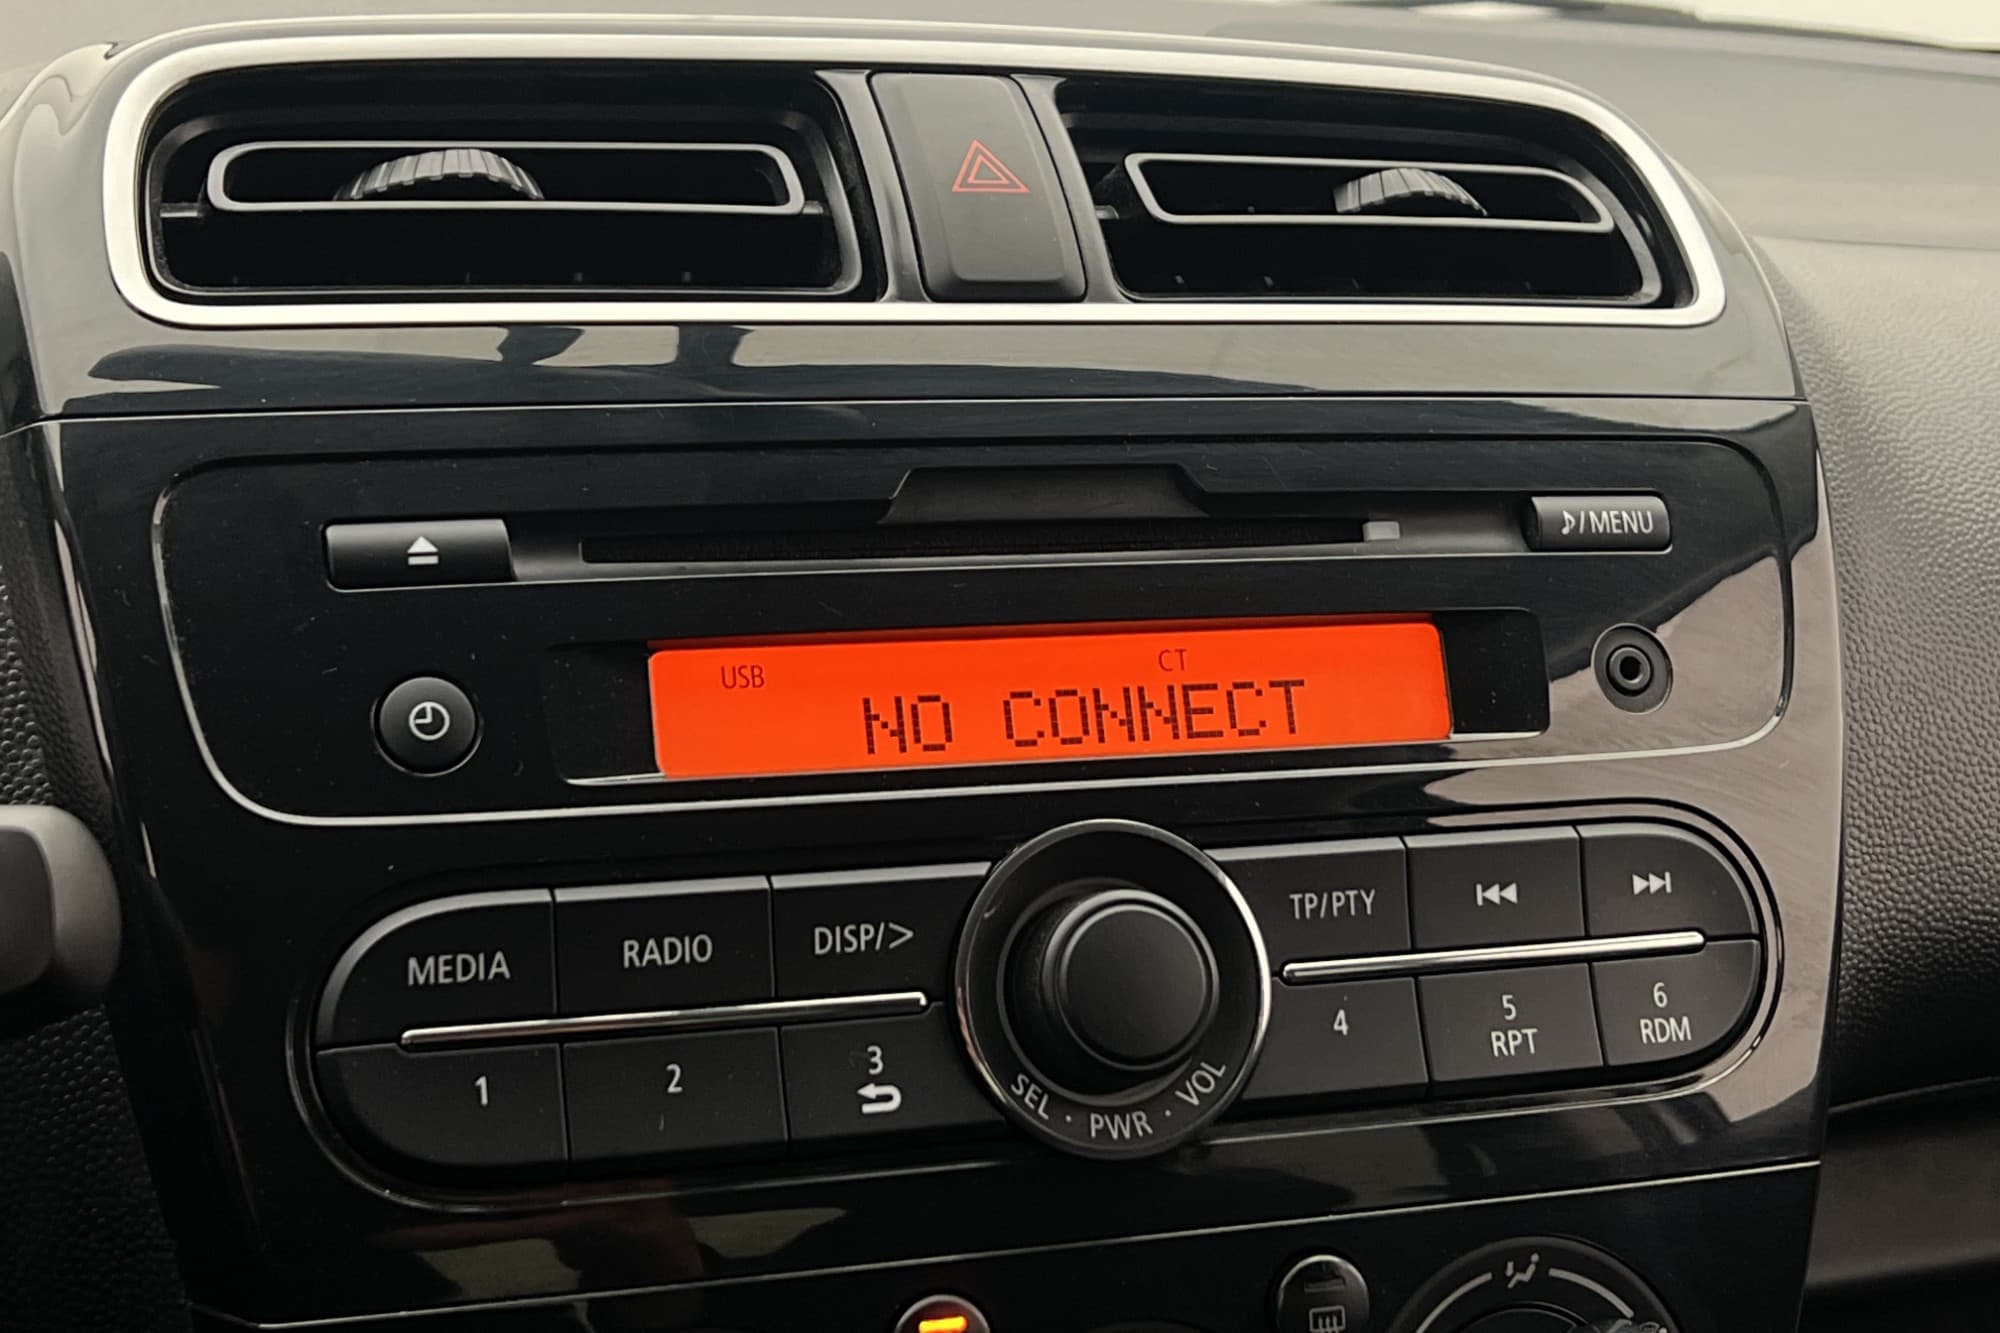 ♪/MENU
USB
CT
NO CONNECT
MEDIA
RADIO
DISP/>
TP/PTY
1
2
3
4
5
RPT
6
RDM
SEL · PWR · VOL